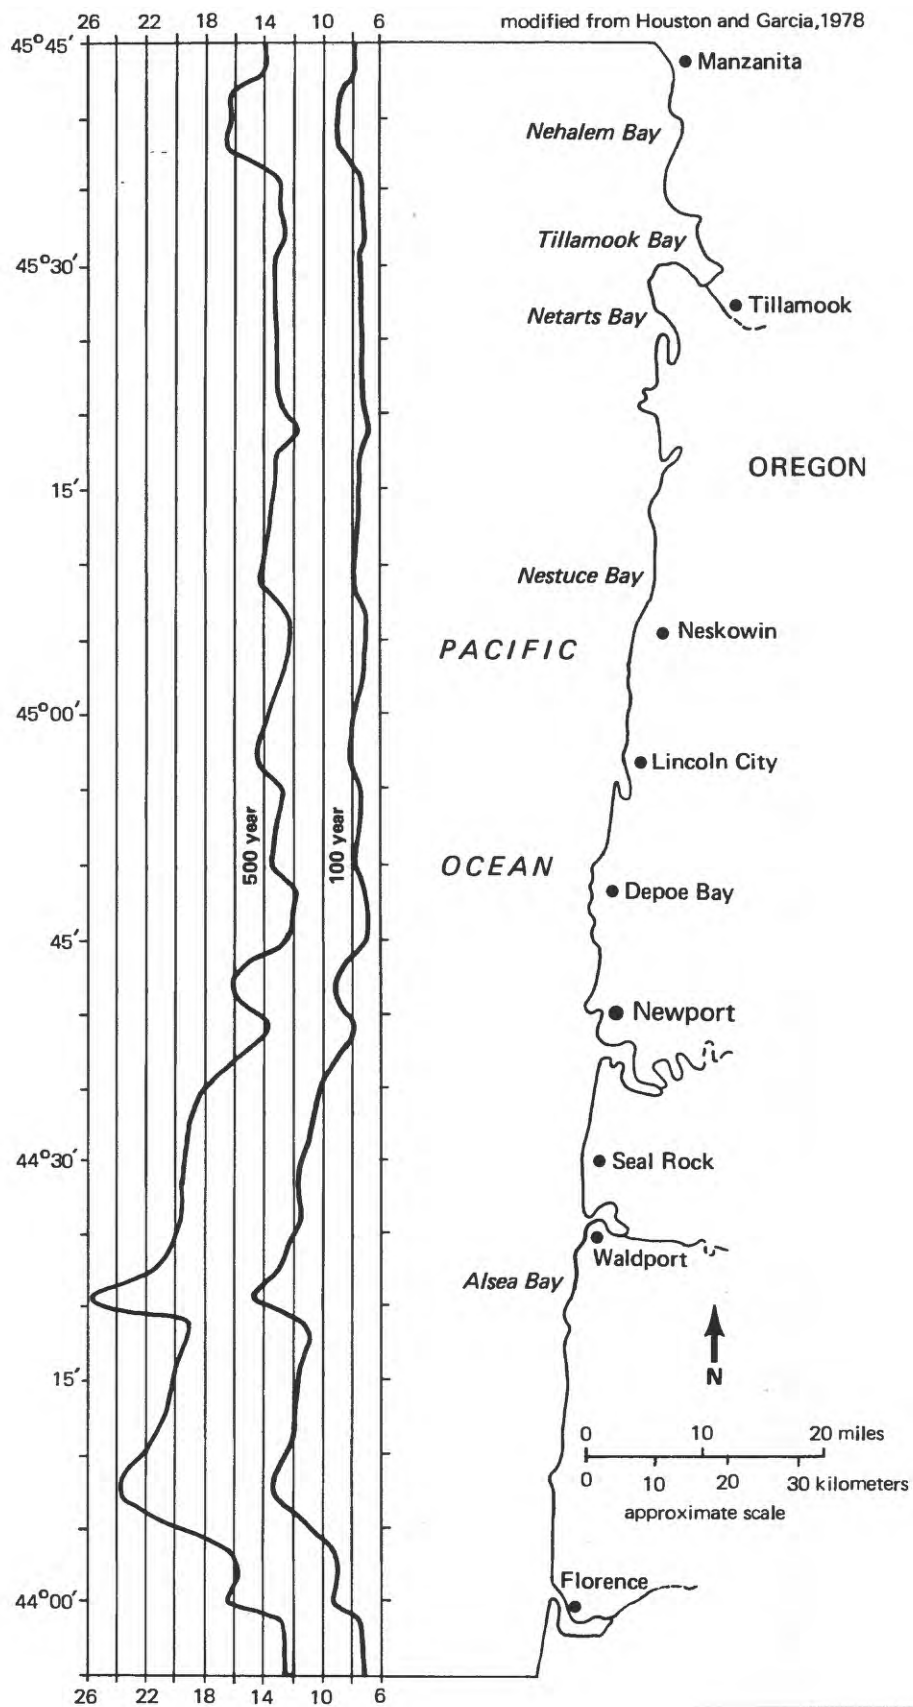 26 22 18 14 10 6
modified from Houston and Garcia,1978
45°45′
Manzanita
Nehalem Bay
Tillamook Bay
45°30′
Tillamook
Netarts Bay
OREGON
15′
Nestuce Bay
Neskowin
PACIFIC
45°00′
Lincoln City
500 year
100 year
OCEAN
Depoe Bay
45′
Newport
44°30′
Seal Rock
Waldport
Alsea Bay
N
15′
0 10 20 miles
0 10 20 30 kilometers
approximate scale
Florence
44°00′
26 22 18 14 10 6